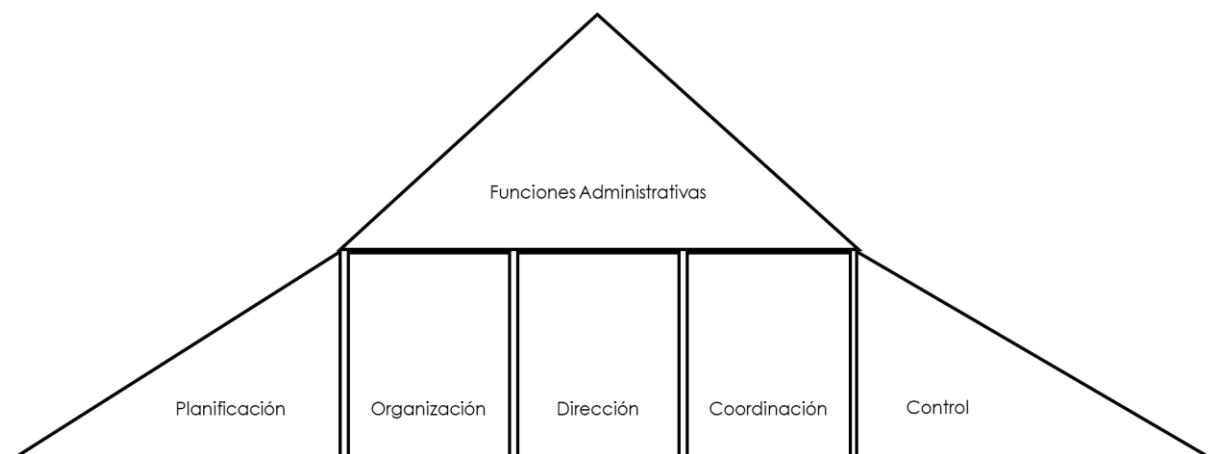 Funciones Administrativas
Planificación
Organización
Dirección
Coordinación
Control